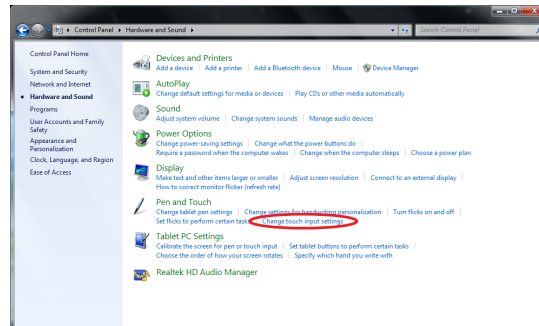 Control Panel ▸ Hardware and Sound ▸
Search Control Panel
Control Panel Home
System and Security
Network and Internet
Hardware and Sound
Programs
User Accounts and Family
Safety
Appearance and
Personalization
Clock, Language, and Region
Ease of Access
Devices and Printers
Add a device | Add a printer | Add a Bluetooth device | Mouse | Device Manager
AutoPlay
Change default settings for media or devices | Play CDs or other media automatically
Sound
Adjust system volume | Change system sounds | Manage audio devices
Power Options
Change power-saving settings | Change what the power buttons do |
Require a password when the computer wakes | Change when the computer sleeps | Choose a power plan
Display
Make text and other items larger or smaller | Adjust screen resolution | Connect to an external display |
How to correct monitor flicker (refresh rate)
Pen and Touch
Change tablet pen settings | Change settings for handwriting personalization | Turn flicks on and off |
Set flicks to perform certain tasks | Change touch input settings
Tablet PC Settings
Calibrate the screen for pen or touch input | Set tablet buttons to perform certain tasks |
Choose the order of how your screen rotates | Specify which hand you write with
Realtek HD Audio Manager